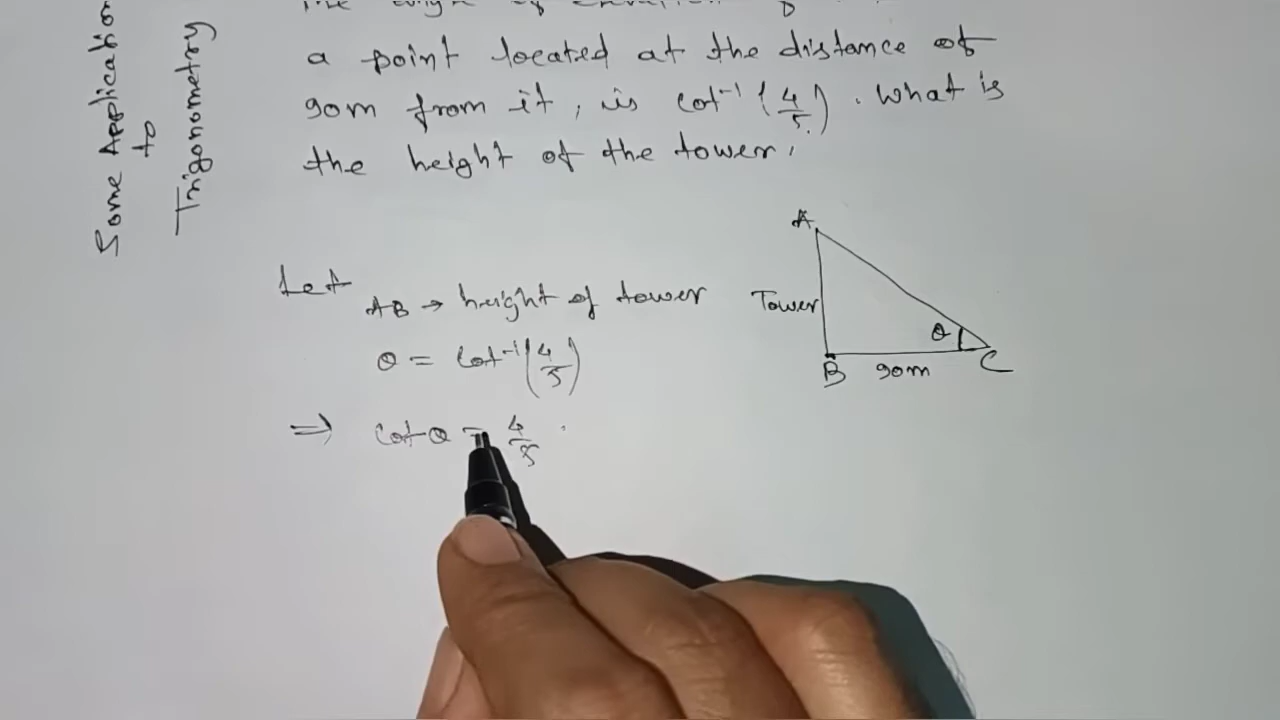 Some Application
to
Trigonometry
a point located at the distance of
90m from it, is cot⁻¹(4/5). What is
the height of the tower.
Let
AB → height of tower
θ = cot⁻¹(4/5)
⇒ cot θ = 4/5
A
Tower
θ
B 90m C